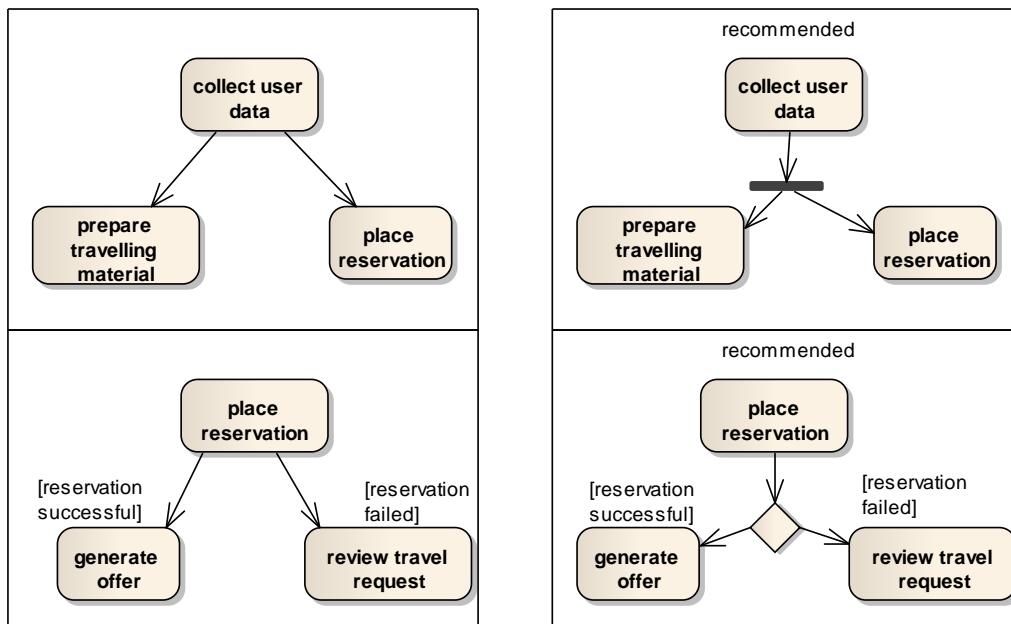 collect user
data
prepare
travelling
material
place
reservation
recommended
collect user
data
prepare
travelling
material
place
reservation
place
reservation
[reservation
successful]
[reservation
failed]
generate
offer
review travel
request
recommended
place
reservation
[reservation
successful]
[reservation
failed]
generate
offer
review travel
request